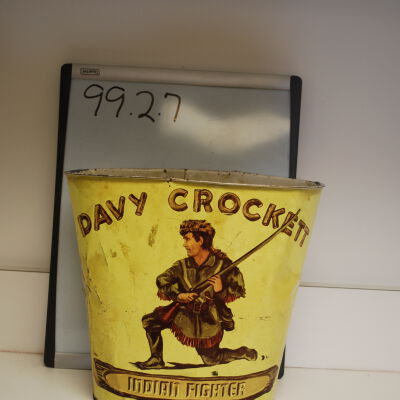 99.2.7
DAVY CROCKETT
INDIAN FIGHTER